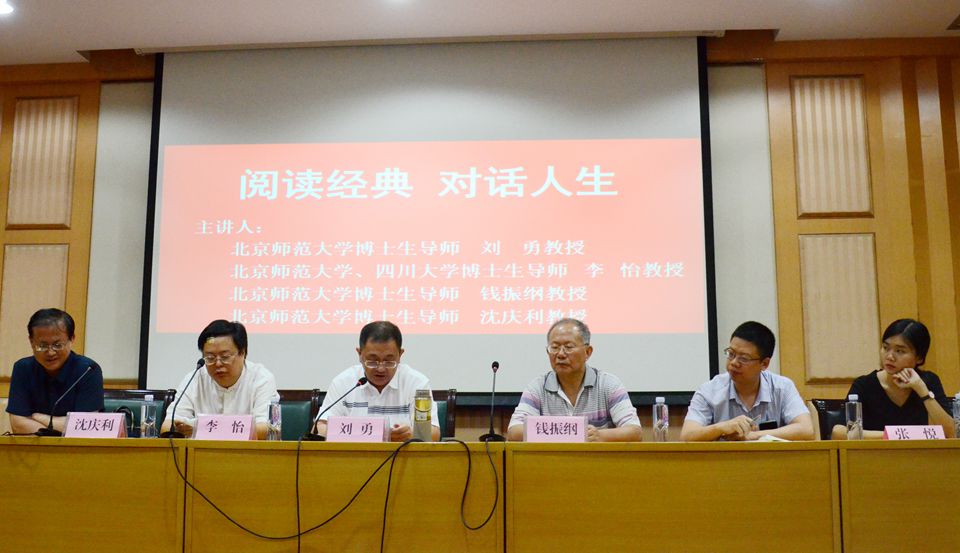 阅读经典 对话人生
主讲人：
北京师范大学博士生导师 刘 勇教授
北京师范大学、四川大学博士生导师 李 怡教授
北京师范大学博士生导师 钱振纲教授
北京师范大学博士生导师 沈庆利教授
沈庆利
李 怡
刘 勇
钱振纲
张 悦